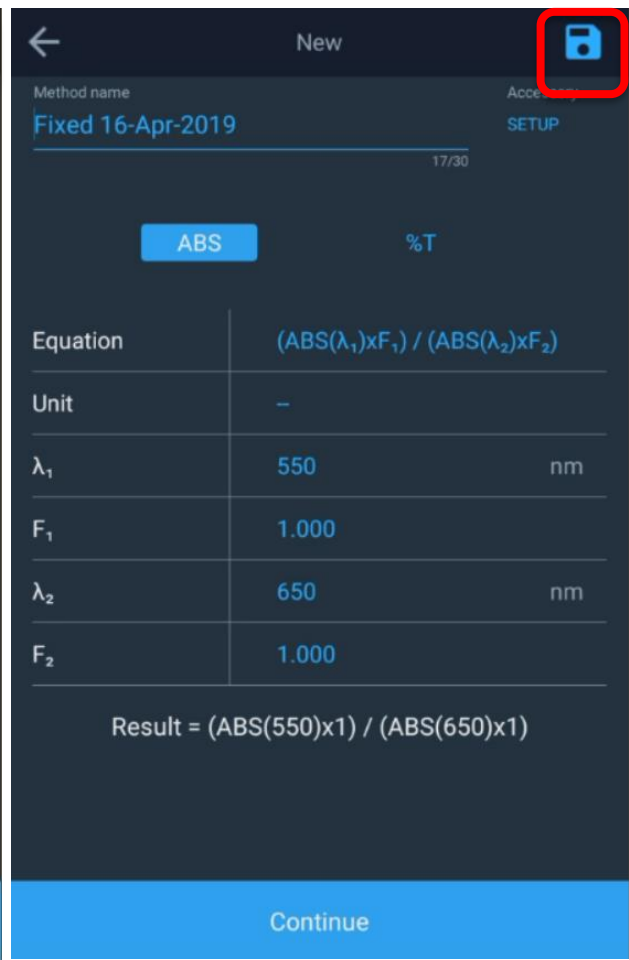 New
Method name
Accessory
Fixed 16-Apr-2019
SETUP
17/30
ABS %T
Equation (ABS(λ₁)xF₁) / (ABS(λ₂)xF₂)
Unit --
λ₁ 550 nm
F₁ 1.000
λ₂ 650 nm
F₂ 1.000
Result = (ABS(550)x1) / (ABS(650)x1)
Continue